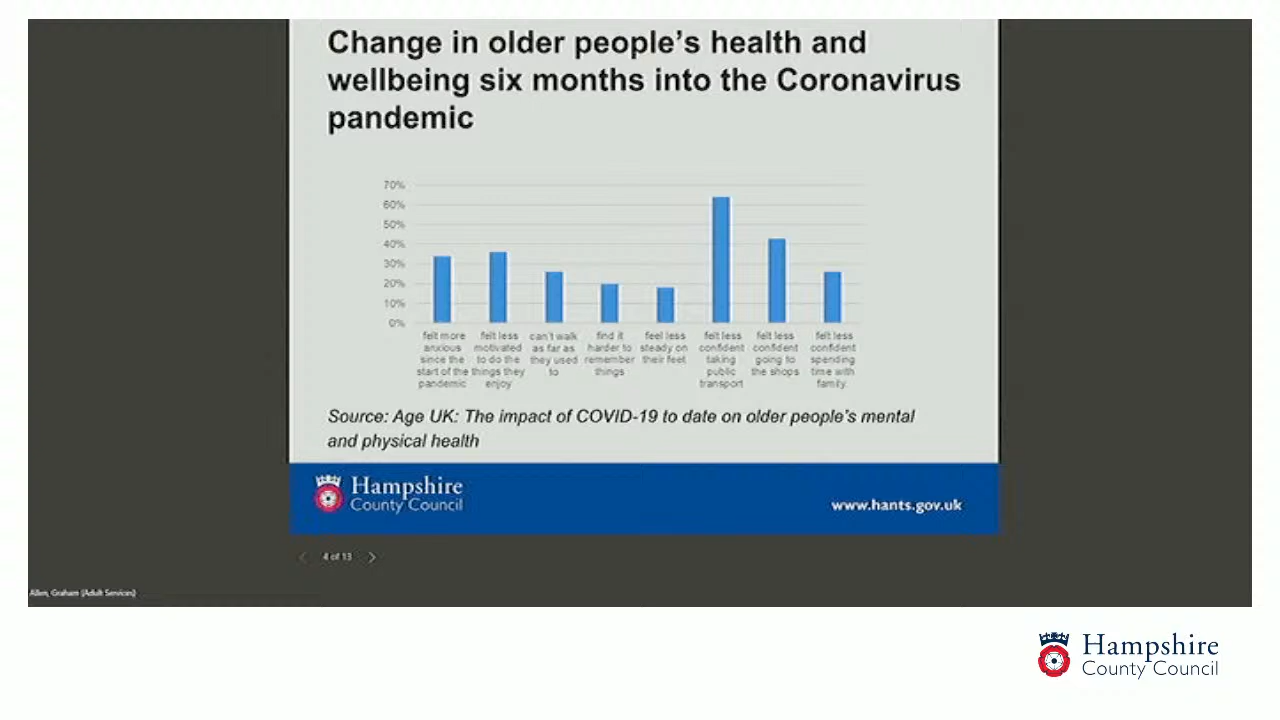 Change in older people's health and
wellbeing six months into the Coronavirus
pandemic
70%
60%
50%
40%
30%
20%
10%
0%
felt more
anxious
since the
start of the
pandemic
felt less
motivated
to do the
things they
enjoy
can't walk
as far as
they used
to
find it
harder to
remember
things
feel less
steady on
their feet
felt less
confident
taking
public
transport
felt less
confident
going to
the shops
felt less
confident
spending
time with
family.
Source: Age UK: The impact of COVID-19 to date on older people's mental
and physical health
Hampshire
County Council
www.hants.gov.uk
4 of 13
Allen, Graham (Adult Services)
Hampshire
County Council